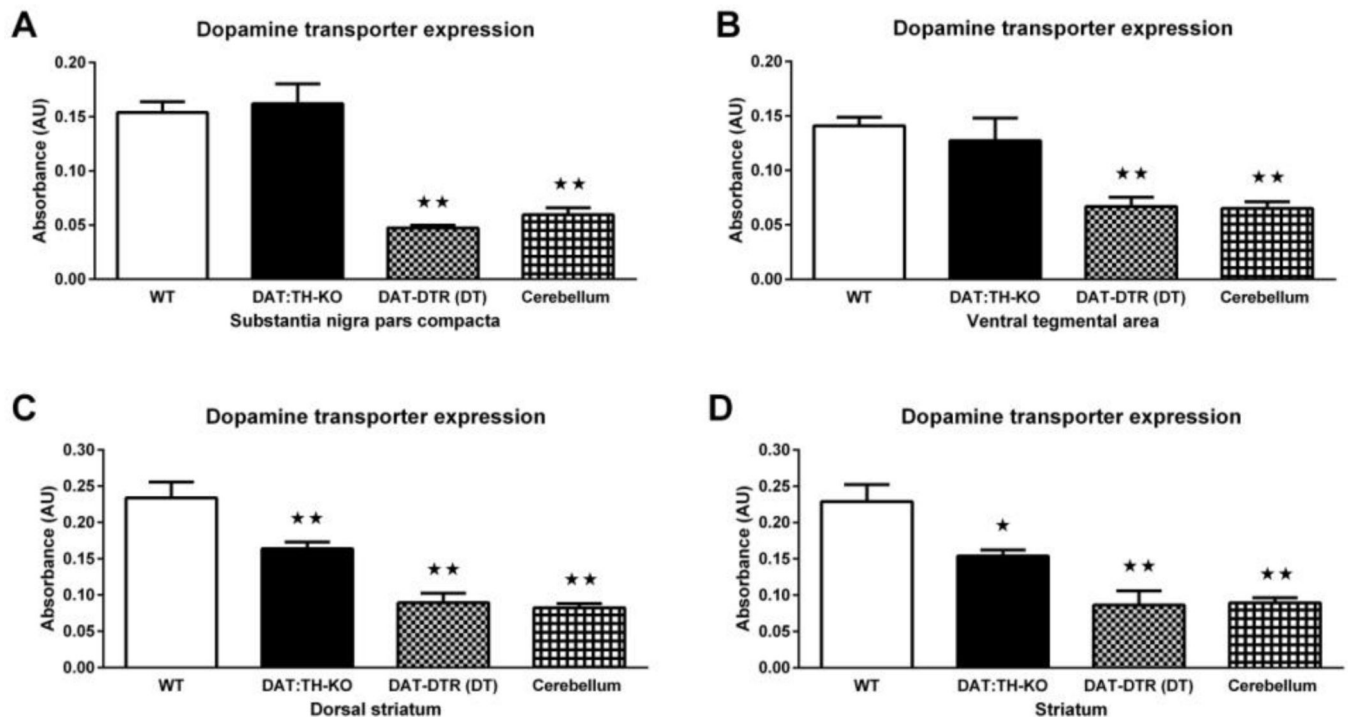 A
Dopamine transporter expression
Absorbance (AU)
0.20
0.15
0.10
0.05
0.00
★★
★★
WT
DAT:TH-KO
DAT-DTR (DT)
Cerebellum
Substantia nigra pars compacta
B
Dopamine transporter expression
Absorbance (AU)
0.20
0.15
0.10
0.05
0.00
★★
★★
WT
DAT:TH-KO
DAT-DTR (DT)
Cerebellum
Ventral tegmental area
C
Dopamine transporter expression
Absorbance (AU)
0.30
0.25
0.20
0.15
0.10
0.05
0.00
★★
★★
★★
WT
DAT:TH-KO
DAT-DTR (DT)
Cerebellum
Dorsal striatum
D
Dopamine transporter expression
Absorbance (AU)
0.30
0.25
0.20
0.15
0.10
0.05
0.00
★
★★
★★
WT
DAT:TH-KO
DAT-DTR (DT)
Cerebellum
Striatum